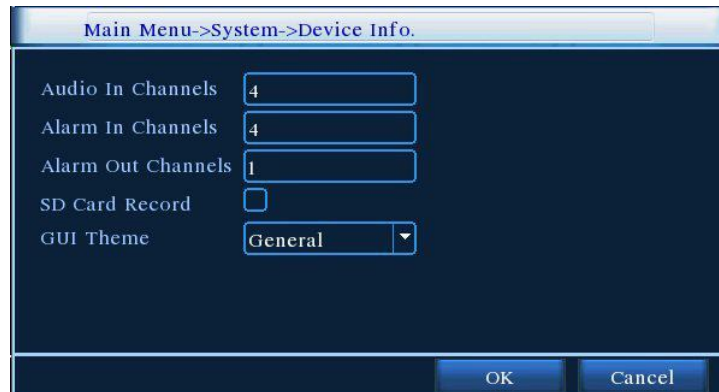 Main Menu->System->Device Info.
Audio In Channels 4
Alarm In Channels 4
Alarm Out Channels 1
SD Card Record
GUI Theme General
OK Cancel